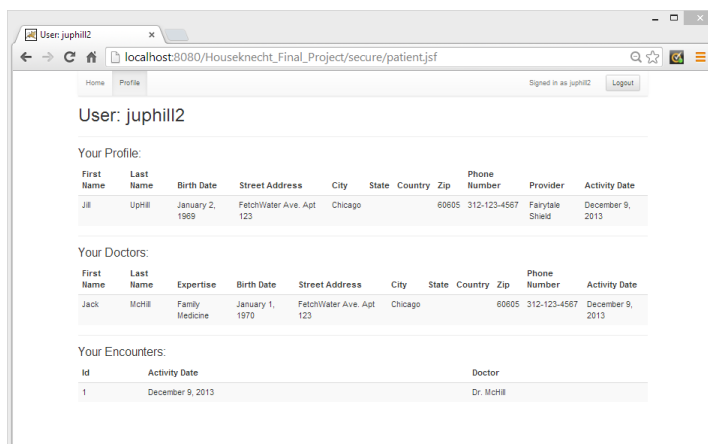 User: juphill2
localhost:8080/Houseknecht_Final_Project/secure/patient.jsf
Home Profile Signed in as juphill2 Logout
User: juphill2
Your Profile:
First Name Last Name Birth Date Street Address City State Country Zip Phone Number Provider Activity Date
Jill UpHill January 2, 1969 FetchWater Ave. Apt 123 Chicago 60605 312-123-4567 Fairytale Shield December 9, 2013
Your Doctors:
First Name Last Name Expertise Birth Date Street Address City State Country Zip Phone Number Activity Date
Jack McHill Family Medicine January 1, 1970 FetchWater Ave. Apt 123 Chicago 60605 312-123-4567 December 9, 2013
Your Encounters:
Id Activity Date Doctor
1 December 9, 2013 Dr. McHill